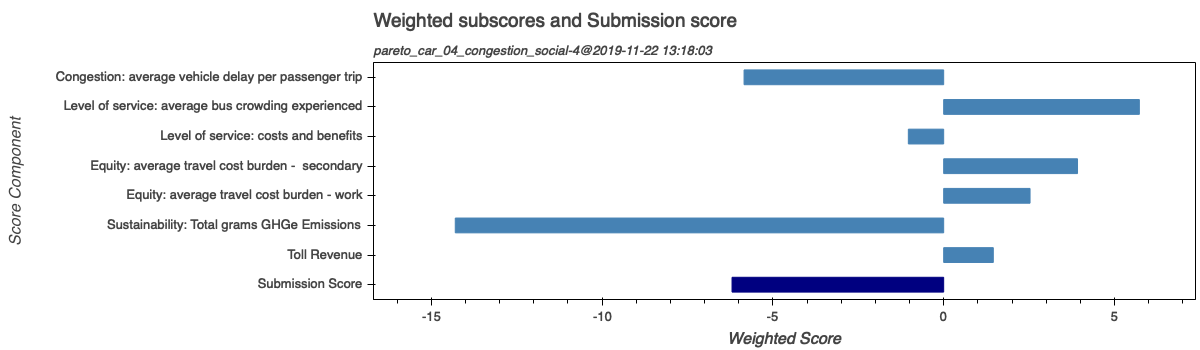 Weighted subscores and Submission score
pareto_car_04_congestion_social-4@2019-11-22 13:18:03
Score Component
Congestion: average vehicle delay per passenger trip
Level of service: average bus crowding experienced
Level of service: costs and benefits
Equity: average travel cost burden -  secondary
Equity: average travel cost burden - work
Sustainability: Total grams GHGe Emissions
Toll Revenue
Submission Score
-15 -10 -5 0 5
Weighted Score